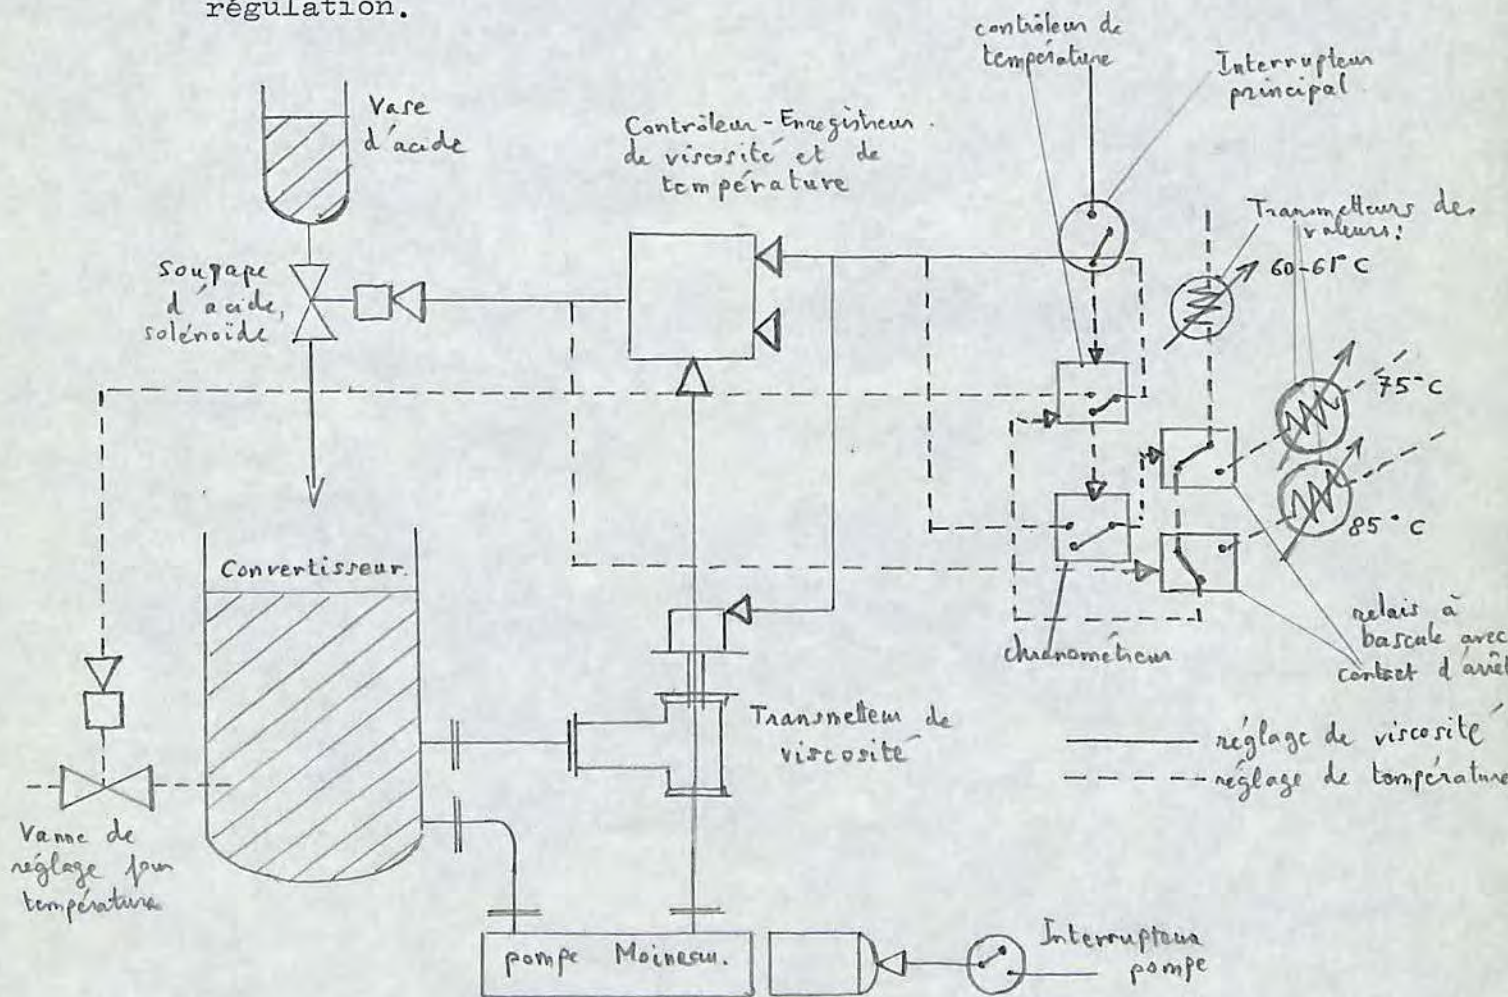 régulation.
contrôleur de
température
Interrupteur
principal
Vase
d'acide
Contrôleur-Enregistreur
de viscosité et de
température
Transmetteurs des
valeurs:
60-61°C
soupape
d'acide,
solénoïde
75°C
85°C
Convertisseur.
relais à
bascule avec
contact d'arrêt
chronométreur
Transmetteur de
viscosité
réglage de viscosité
réglage de température
Vanne de
réglage pour
température
pompe Moineau.
Interrupteur
pompe